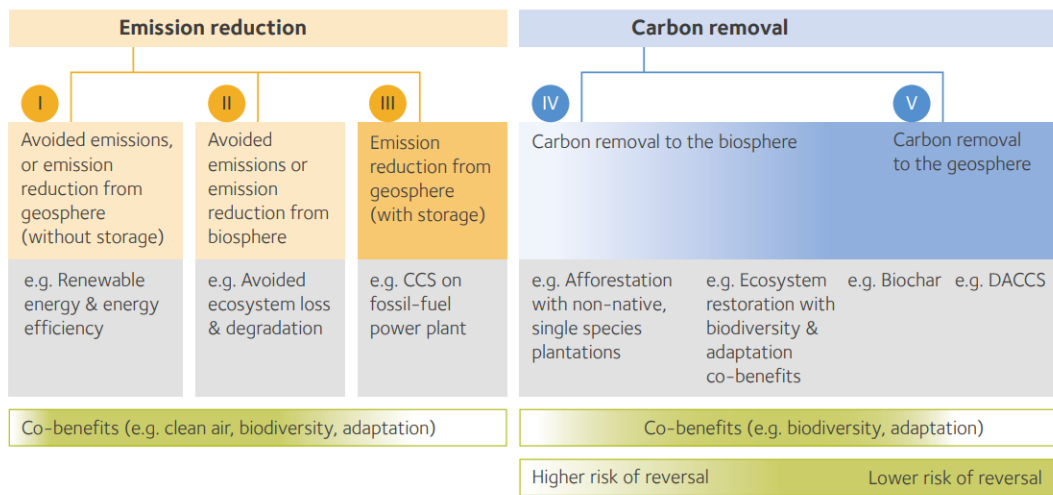 Emission reduction
Carbon removal
I
II
III
IV
V
Avoided emissions,
or emission
reduction from
geosphere
(without storage)
Avoided
emissions or
emission
reduction from
biosphere
Emission
reduction from
geosphere
(with storage)
Carbon removal to the biosphere
Carbon removal
to the geosphere
e.g. Renewable
energy & energy
efficiency
e.g. Avoided
ecosystem loss
& degradation
e.g. CCS on
fossil-fuel
power plant
e.g. Afforestation
with non-native,
single species
plantations
e.g. Ecosystem
restoration with
biodiversity &
adaptation
co-benefits
e.g. Biochar
e.g. DACCS
Co-benefits (e.g. clean air, biodiversity, adaptation)
Co-benefits (e.g. biodiversity, adaptation)
Higher risk of reversal
Lower risk of reversal